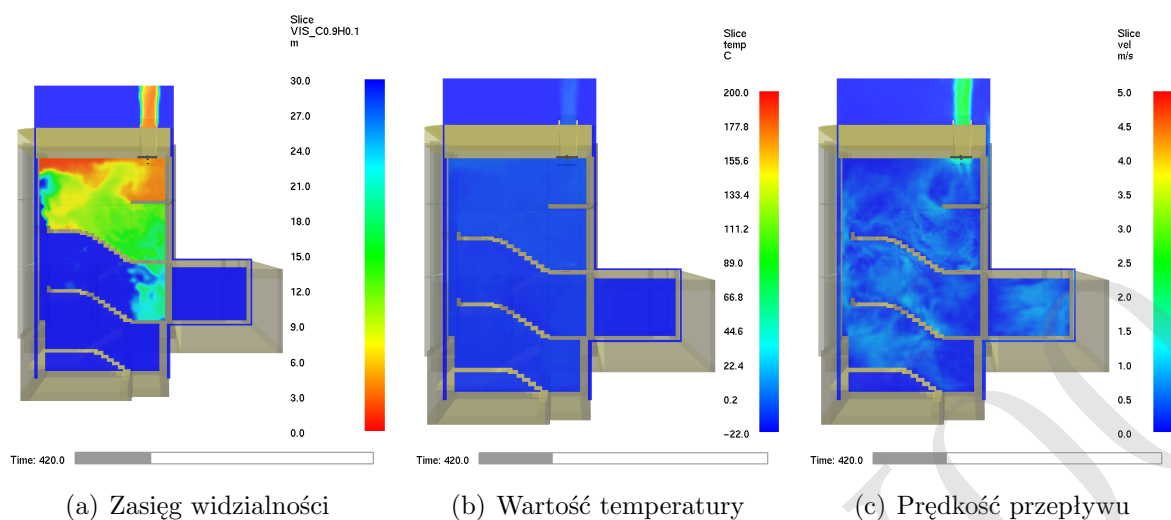 Slice
VIS_C0.9H0.1
m
30.0
27.0
24.0
21.0
18.0
15.0
12.0
9.0
6.0
3.0
0.0
Time: 420.0
(a) Zasięg widzialności
Slice
temp
C
200.0
177.8
155.6
133.4
111.2
89.0
66.8
44.6
22.4
0.2
−22.0
Time: 420.0
(b) Wartość temperatury
Slice
vel
m/s
5.0
4.5
4.0
3.5
3.0
2.5
2.0
1.5
1.0
0.5
0.0
Time: 420.0
(c) Prędkość przepływu